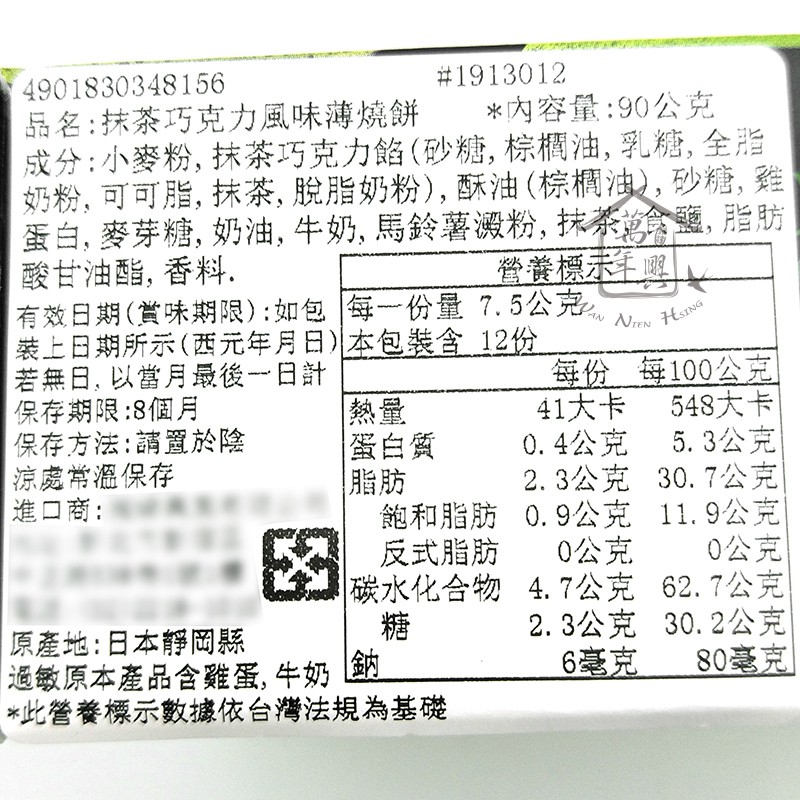 4901830348156 #1913012
品名:抹茶巧克力風味薄燒餅 *內容量:90公克
成分:小麥粉, 抹茶巧克力餡(砂糖, 棕櫚油, 乳糖, 全脂
奶粉, 可可脂, 抹茶, 脫脂奶粉), 酥油(棕櫚油), 砂糖, 雞
蛋白, 麥芽糖, 奶油, 牛奶, 馬鈴薯澱粉, 抹茶, 食鹽, 脂肪
酸甘油酯, 香料.
有效日期(賞味期限):如包
裝上日期所示(西元年月日)
若無日, 以當月最後一日計
保存期限:8個月
保存方法:請置於陰
涼處常溫保存
進口商:
原產地:日本靜岡縣
過敏原本產品含雞蛋, 牛奶
*此營養標示數據依台灣法規為基礎
營養標示
每一份量 7.5公克
本包裝含 12份
每份 每100公克
熱量 41大卡 548大卡
蛋白質 0.4公克 5.3公克
脂肪 2.3公克 30.7公克
飽和脂肪 0.9公克 11.9公克
反式脂肪 0公克 0公克
碳水化合物 4.7公克 62.7公克
糖 2.3公克 30.2公克
鈉 6毫克 80毫克
萬年興
WAN NIEN HSING